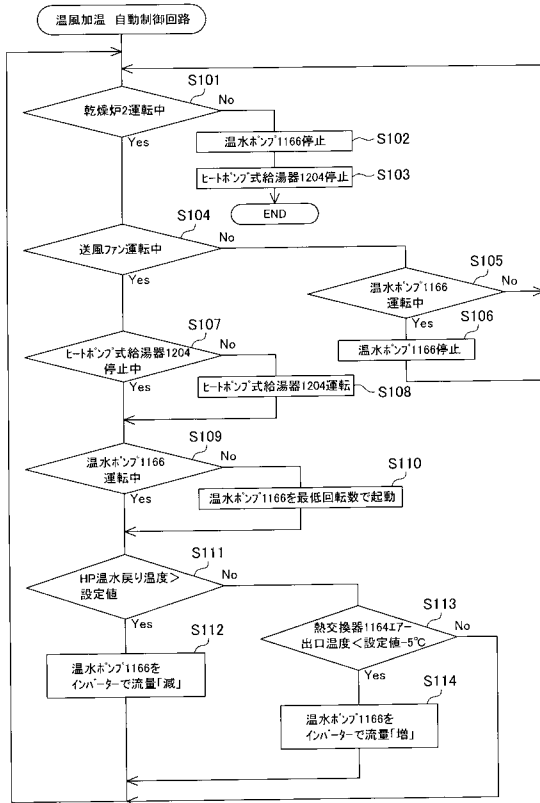 温風加温 自動制御回路
S101
乾燥炉2運転中
No
Yes
温水ポンプ1166停止
S102
ヒートポンプ式給湯器1204停止
S103
END
S104
送風ファン運転中
No
Yes
S105
温水ポンプ1166
運転中
No
Yes
S106
温水ポンプ1166停止
S107
ヒートポンプ式給湯器1204
停止中
No
Yes
ヒートポンプ式給湯器1204運転
S108
S109
温水ポンプ1166
運転中
No
Yes
S110
温水ポンプ1166を最低回転数で起動
S111
HP温水戻り温度>
設定値
No
Yes
S112
温水ポンプ1166を
インバーターで流量「減」
S113
熱交換器1164エアー
出口温度<設定値-5℃
No
Yes
S114
温水ポンプ1166を
インバーターで流量「増」